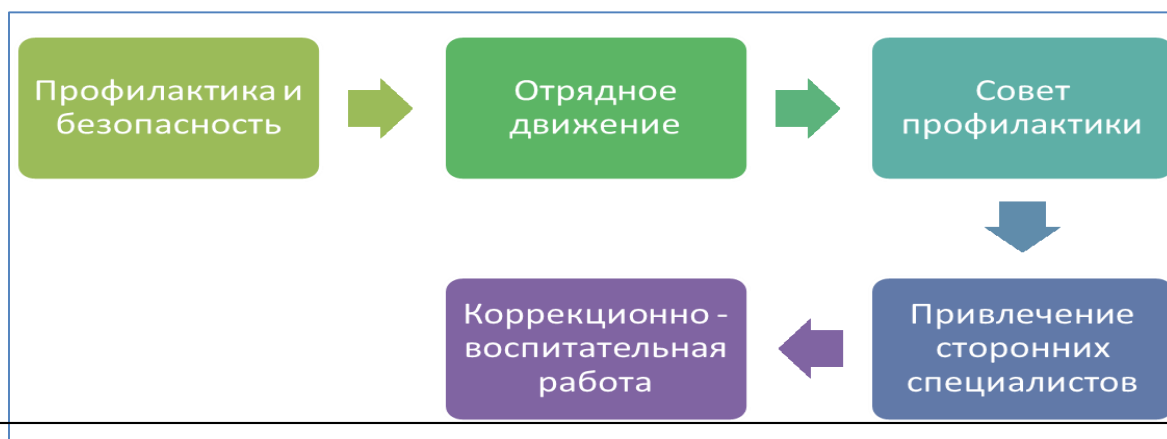 Профилактика и
безопасность
Отрядное
движение
Совет
профилактики
Привлечение
сторонних
специалистов
Коррекционно -
воспитательная
работа